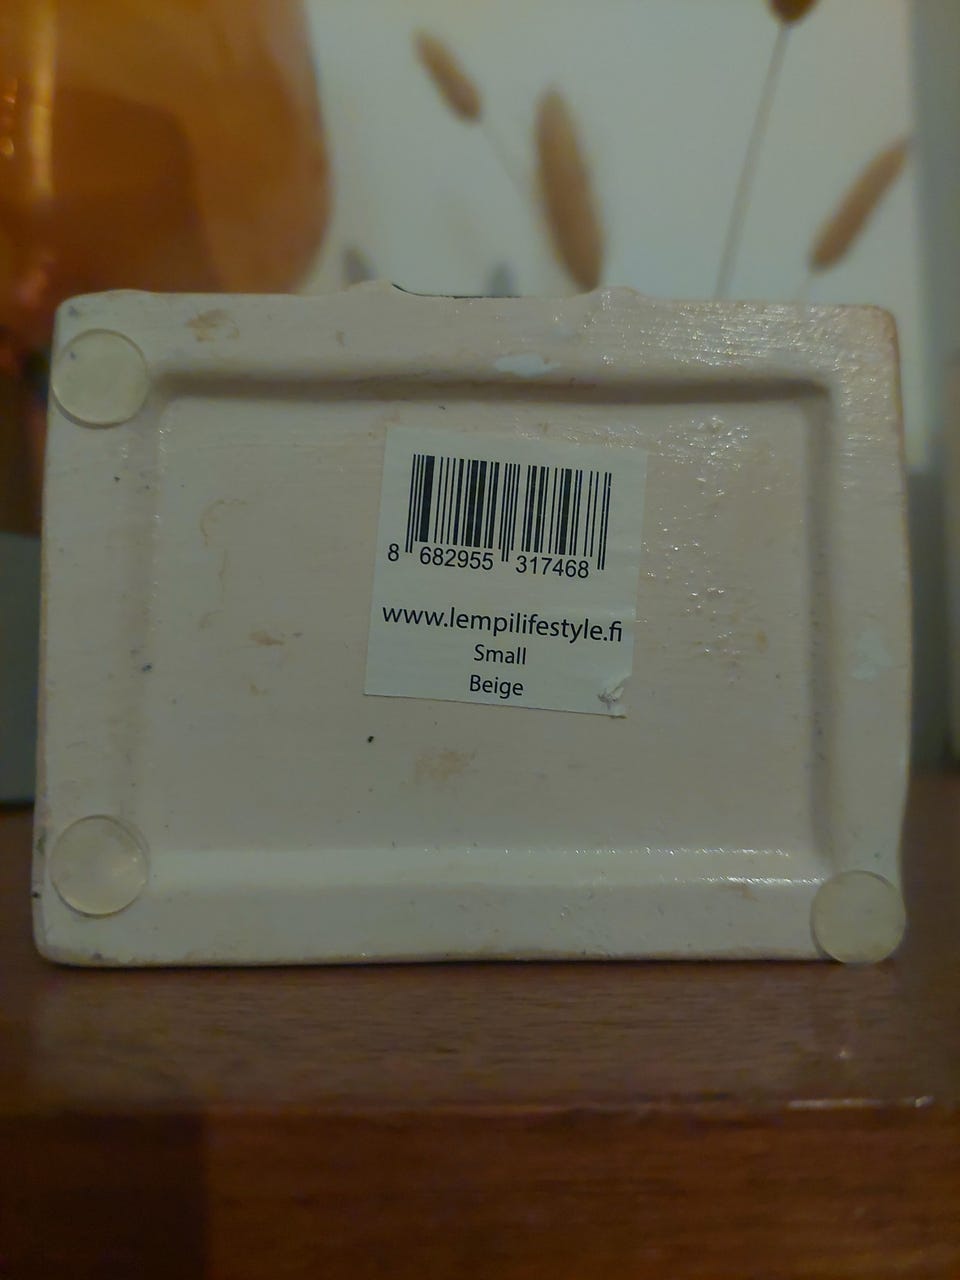 8 682955 317468
www.lempilifestyle.fi
Small
Beige